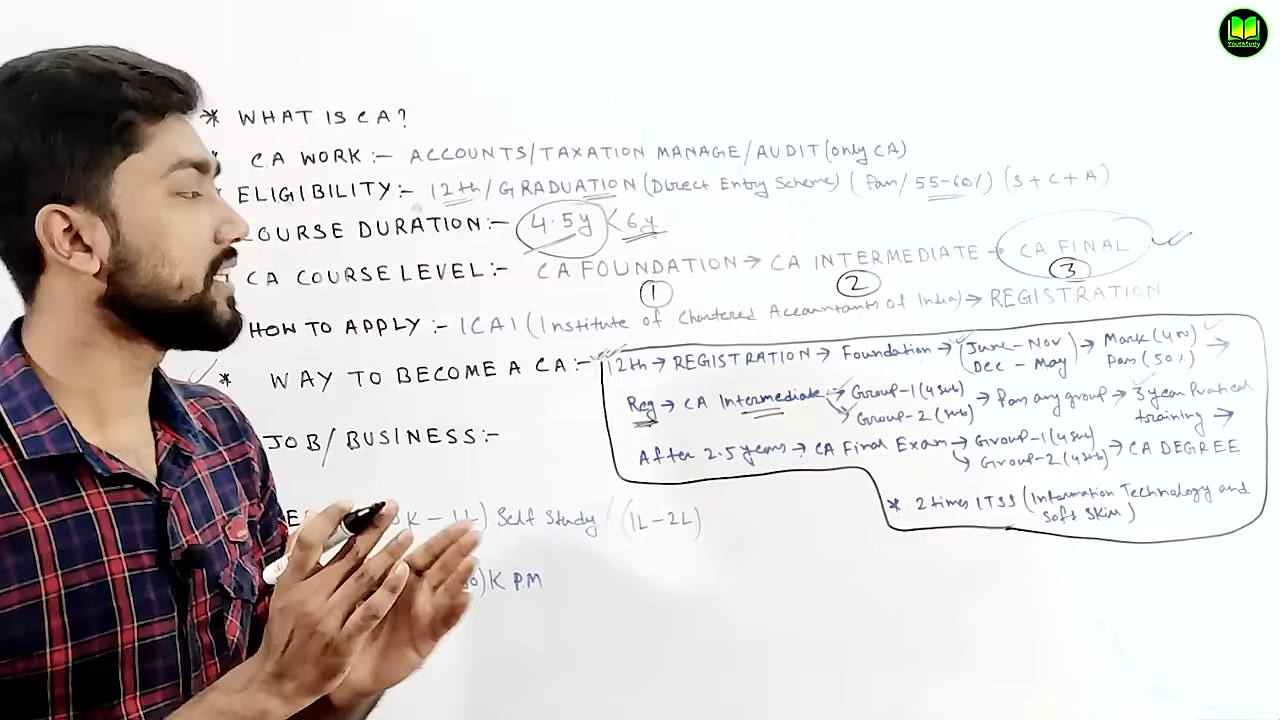 Yourstudy
* WHAT IS CA?
* CA WORK:- ACCOUNTS/TAXATION MANAGE/AUDIT (only CA)
ELIGIBILITY:- 12th/GRADUATION (Direct Entry Scheme) (Pass/55-60%) (S+C+A)
COURSE DURATION:- 4.5y < 6y
CA COURSE LEVEL:- CA FOUNDATION → CA INTERMEDIATE → CA FINAL
1 2 3
HOW TO APPLY:- ICAI (Institute of Chartered Accountants of India) → REGISTRATION
* WAY TO BECOME A CA:- 12th → REGISTRATION → Foundation → (June-Nov → Mark (400)
Dec - May) Pass (50%) →
Reg → CA Intermediate → Group-1 (4 sub) → Pass any group → 3 year Pratical
Group-2 (sub) training →
After 2.5 years → CA Final Exam → Group-1 (4 sub) → CA DEGREE
Group-2 (4 sub)
* 2 times ITSS (Information Technology and
Soft Skill)
JOB/BUSINESS:-
K - 1L) Self Study / (1L-2L)
)K P.M